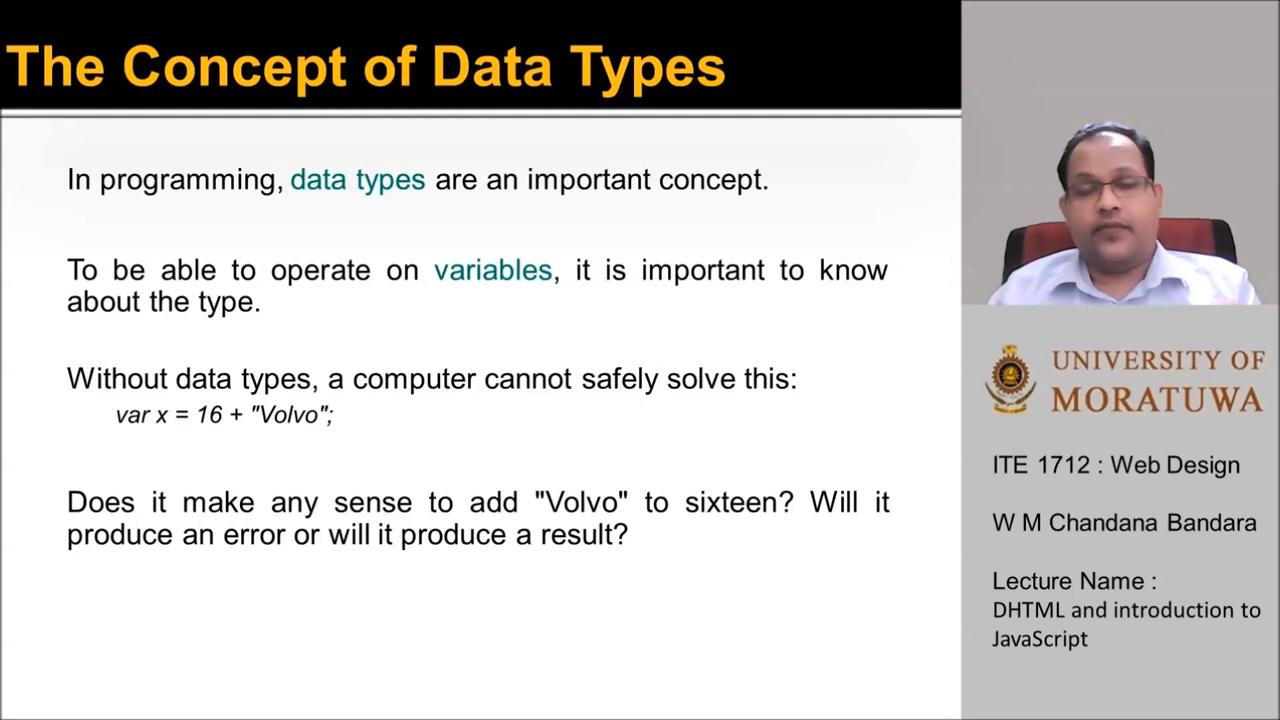 The Concept of Data Types
In programming, data types are an important concept.
To be able to operate on variables, it is important to know
about the type.
Without data types, a computer cannot safely solve this:
var x = 16 + "Volvo";
Does it make any sense to add "Volvo" to sixteen? Will it
produce an error or will it produce a result?
UNIVERSITY OF
MORATUWA
ITE 1712 : Web Design
W M Chandana Bandara
Lecture Name :
DHTML and introduction to
JavaScript